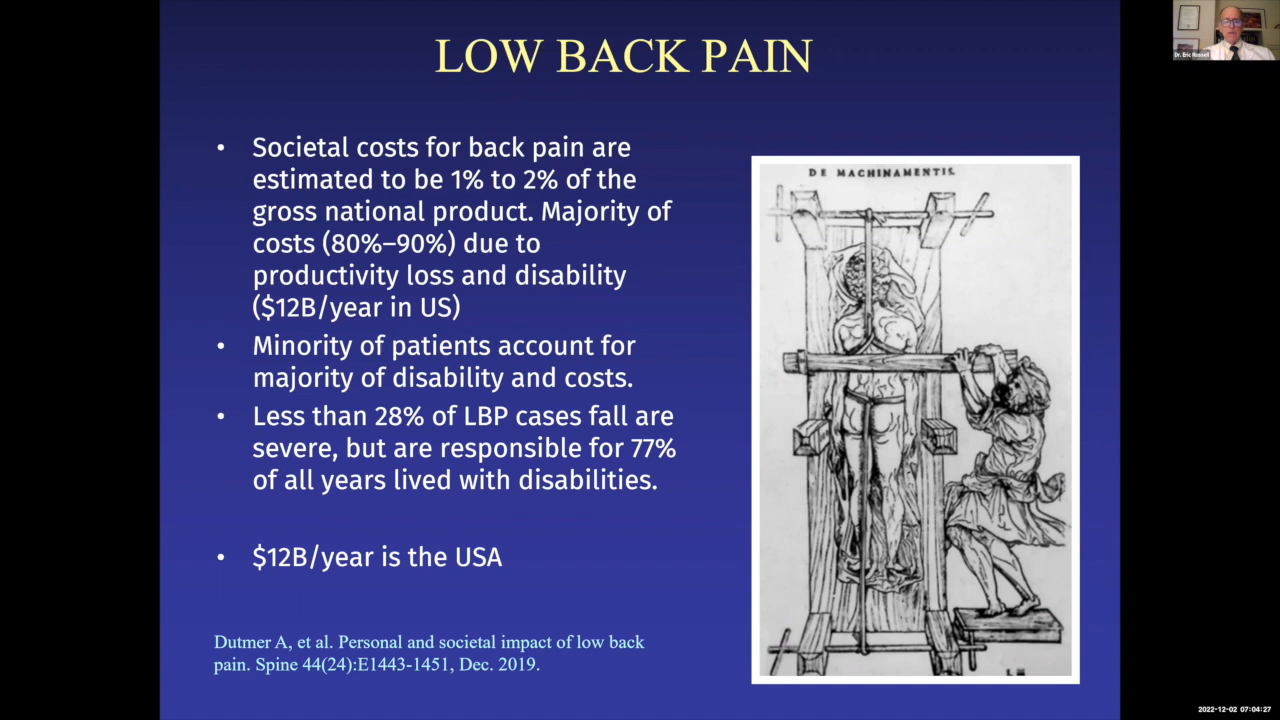 LOW BACK PAIN
Dr. Eric Russell
• Societal costs for back pain are
estimated to be 1% to 2% of the
gross national product. Majority of
costs (80%–90%) due to
productivity loss and disability
($12B/year in US)
• Minority of patients account for
majority of disability and costs.
• Less than 28% of LBP cases fall are
severe, but are responsible for 77%
of all years lived with disabilities.
• $12B/year is the USA
DE MACHINAMENTIS.
Dutmer A, et al. Personal and societal impact of low back
pain. Spine 44(24):E1443-1451, Dec. 2019.
2022-12-02 07:04:27